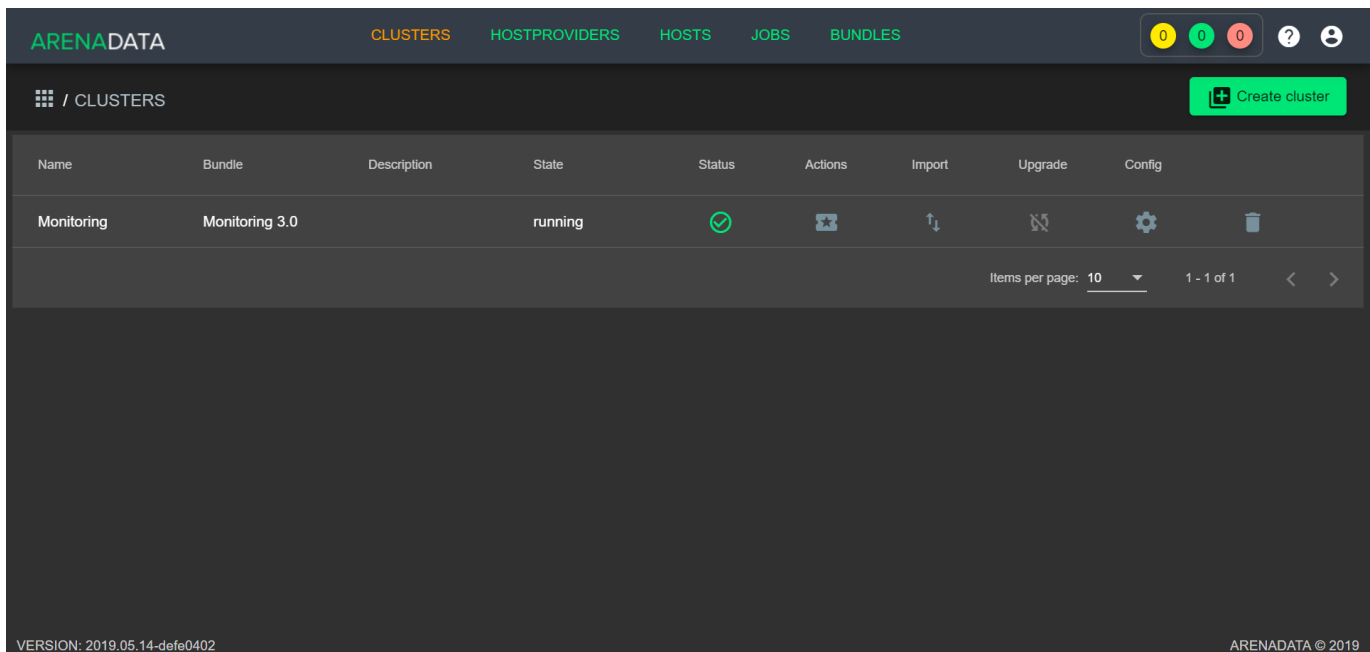 ARENADATA CLUSTERS HOSTPROVIDERS HOSTS JOBS BUNDLES 0 0 0 ?
/ CLUSTERS Create cluster
Name Bundle Description State Status Actions Import Upgrade Config
Monitoring Monitoring 3.0 running
Items per page: 10 1 - 1 of 1
VERSION: 2019.05.14-defe0402 ARENADATA © 2019